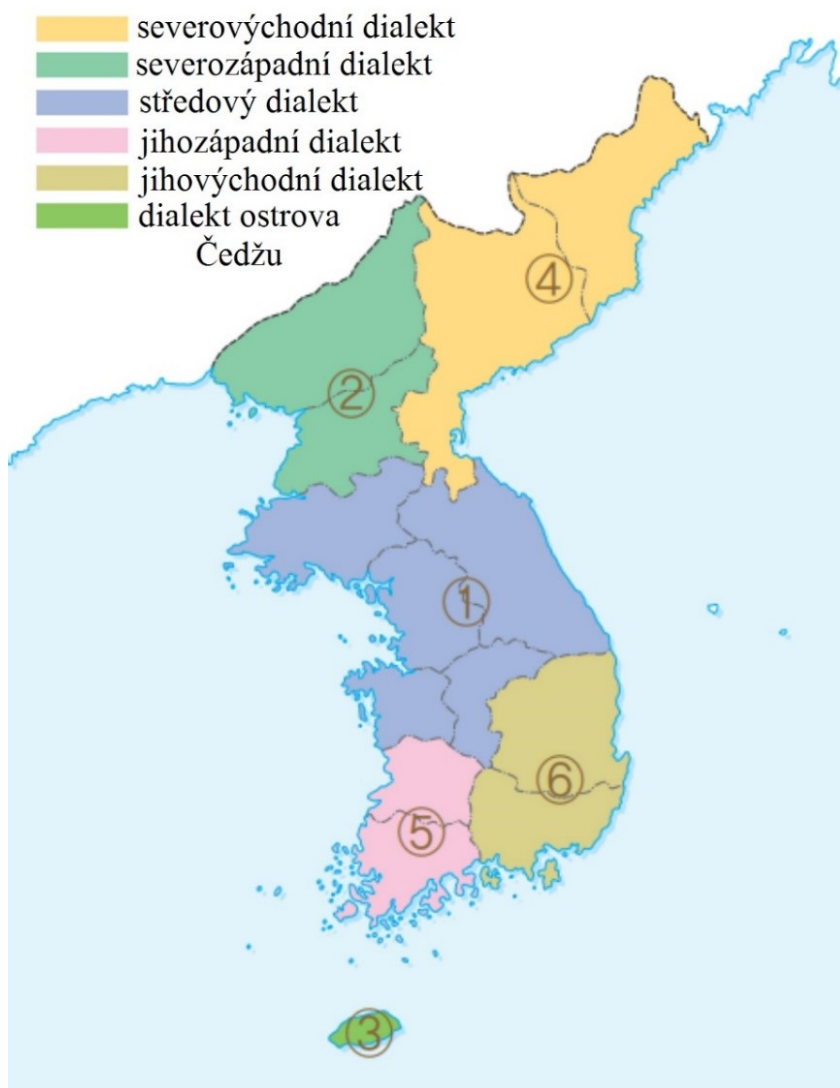 severovýchodní dialekt
severozápadní dialekt
středový dialekt
jihozápadní dialekt
jihovýchodní dialekt
dialekt ostrova
Čedžu
④
②
①
⑥
⑤
③